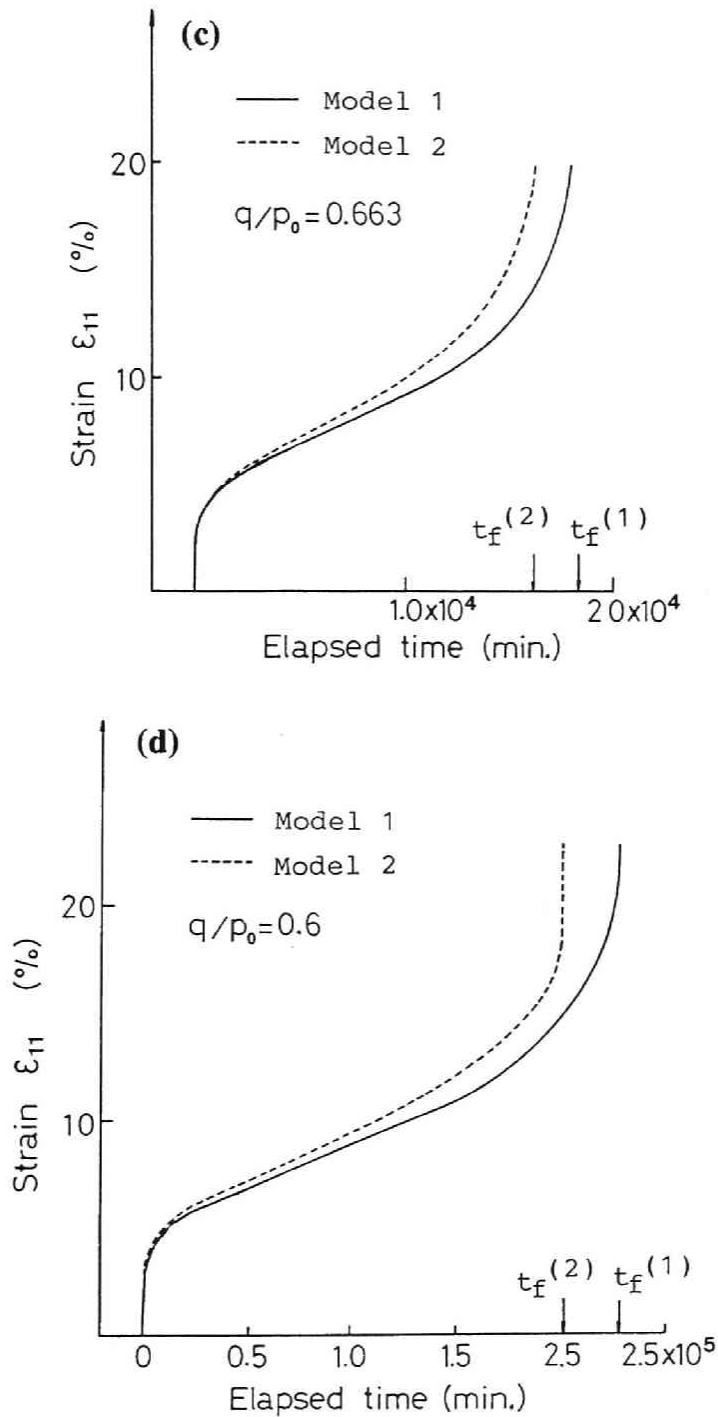 (c)
Model 1
Model 2
q/p₀=0.663
20
10
Strain ε₁₁ (%)
t_f^(2) t_f^(1)
1.0x10⁴ 2 0x10⁴
Elapsed time (min.)
(d)
Model 1
Model 2
q/p₀=0.6
20
10
Strain ε₁₁ (%)
t_f^(2) t_f^(1)
0 0.5 1.0 1.5 2.5 2.5x10⁵
Elapsed time (min.)